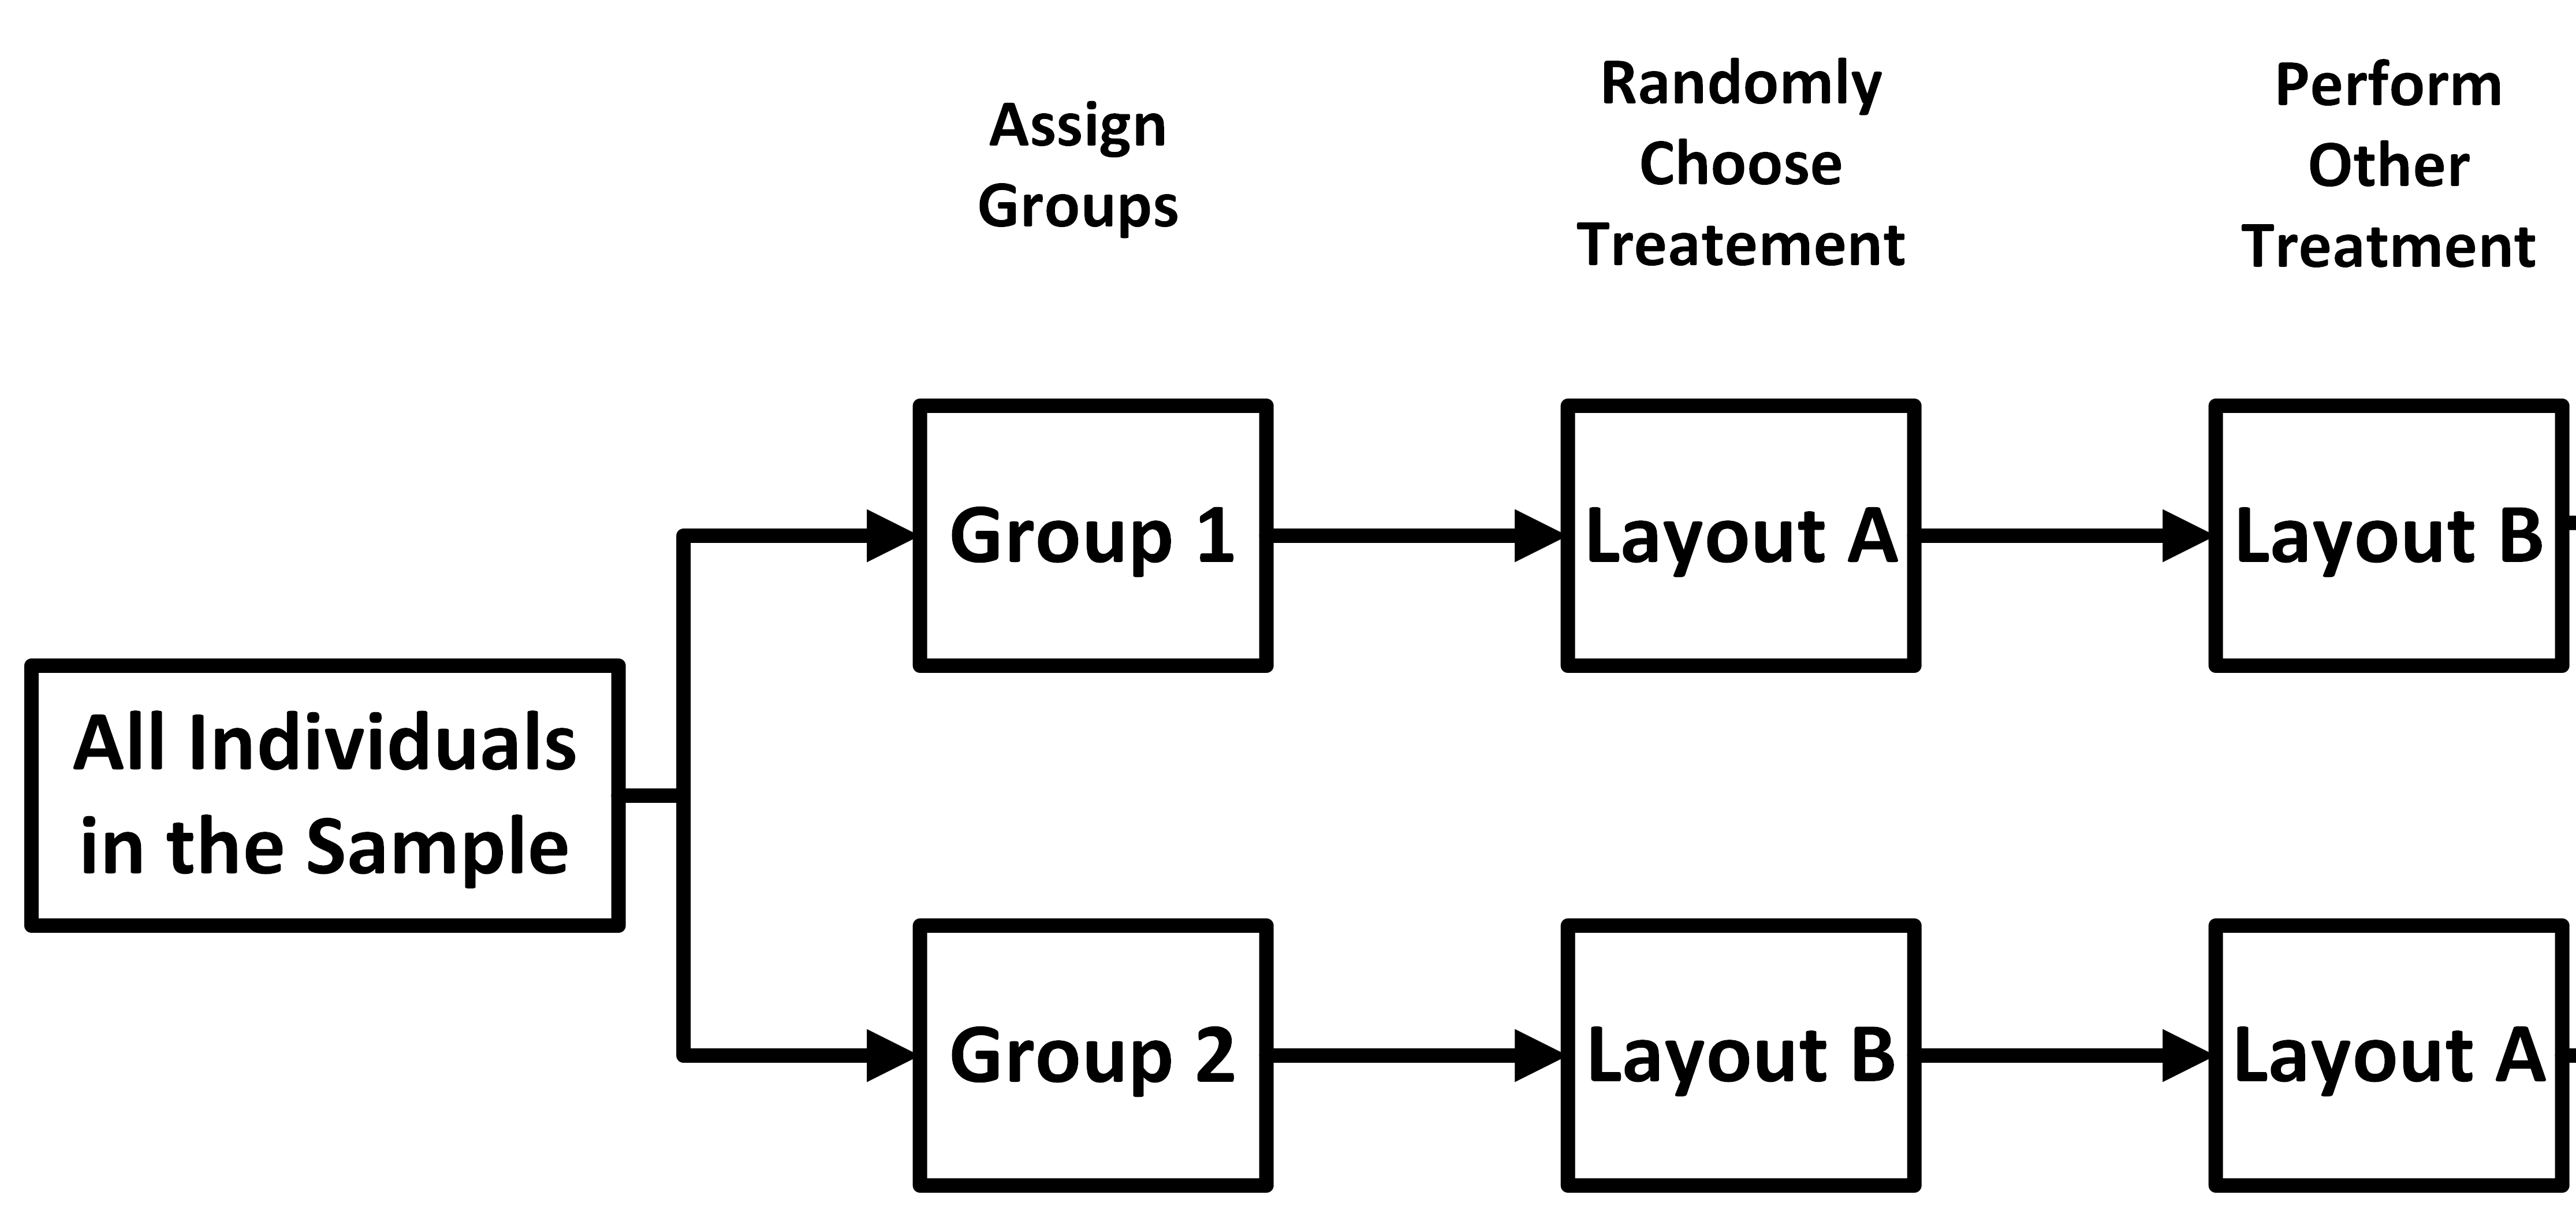 Assign
Groups
Randomly
Choose
Treatement
Perform
Other
Treatment
Group 1
Layout A
Layout B
All Individuals
in the Sample
Group 2
Layout B
Layout A